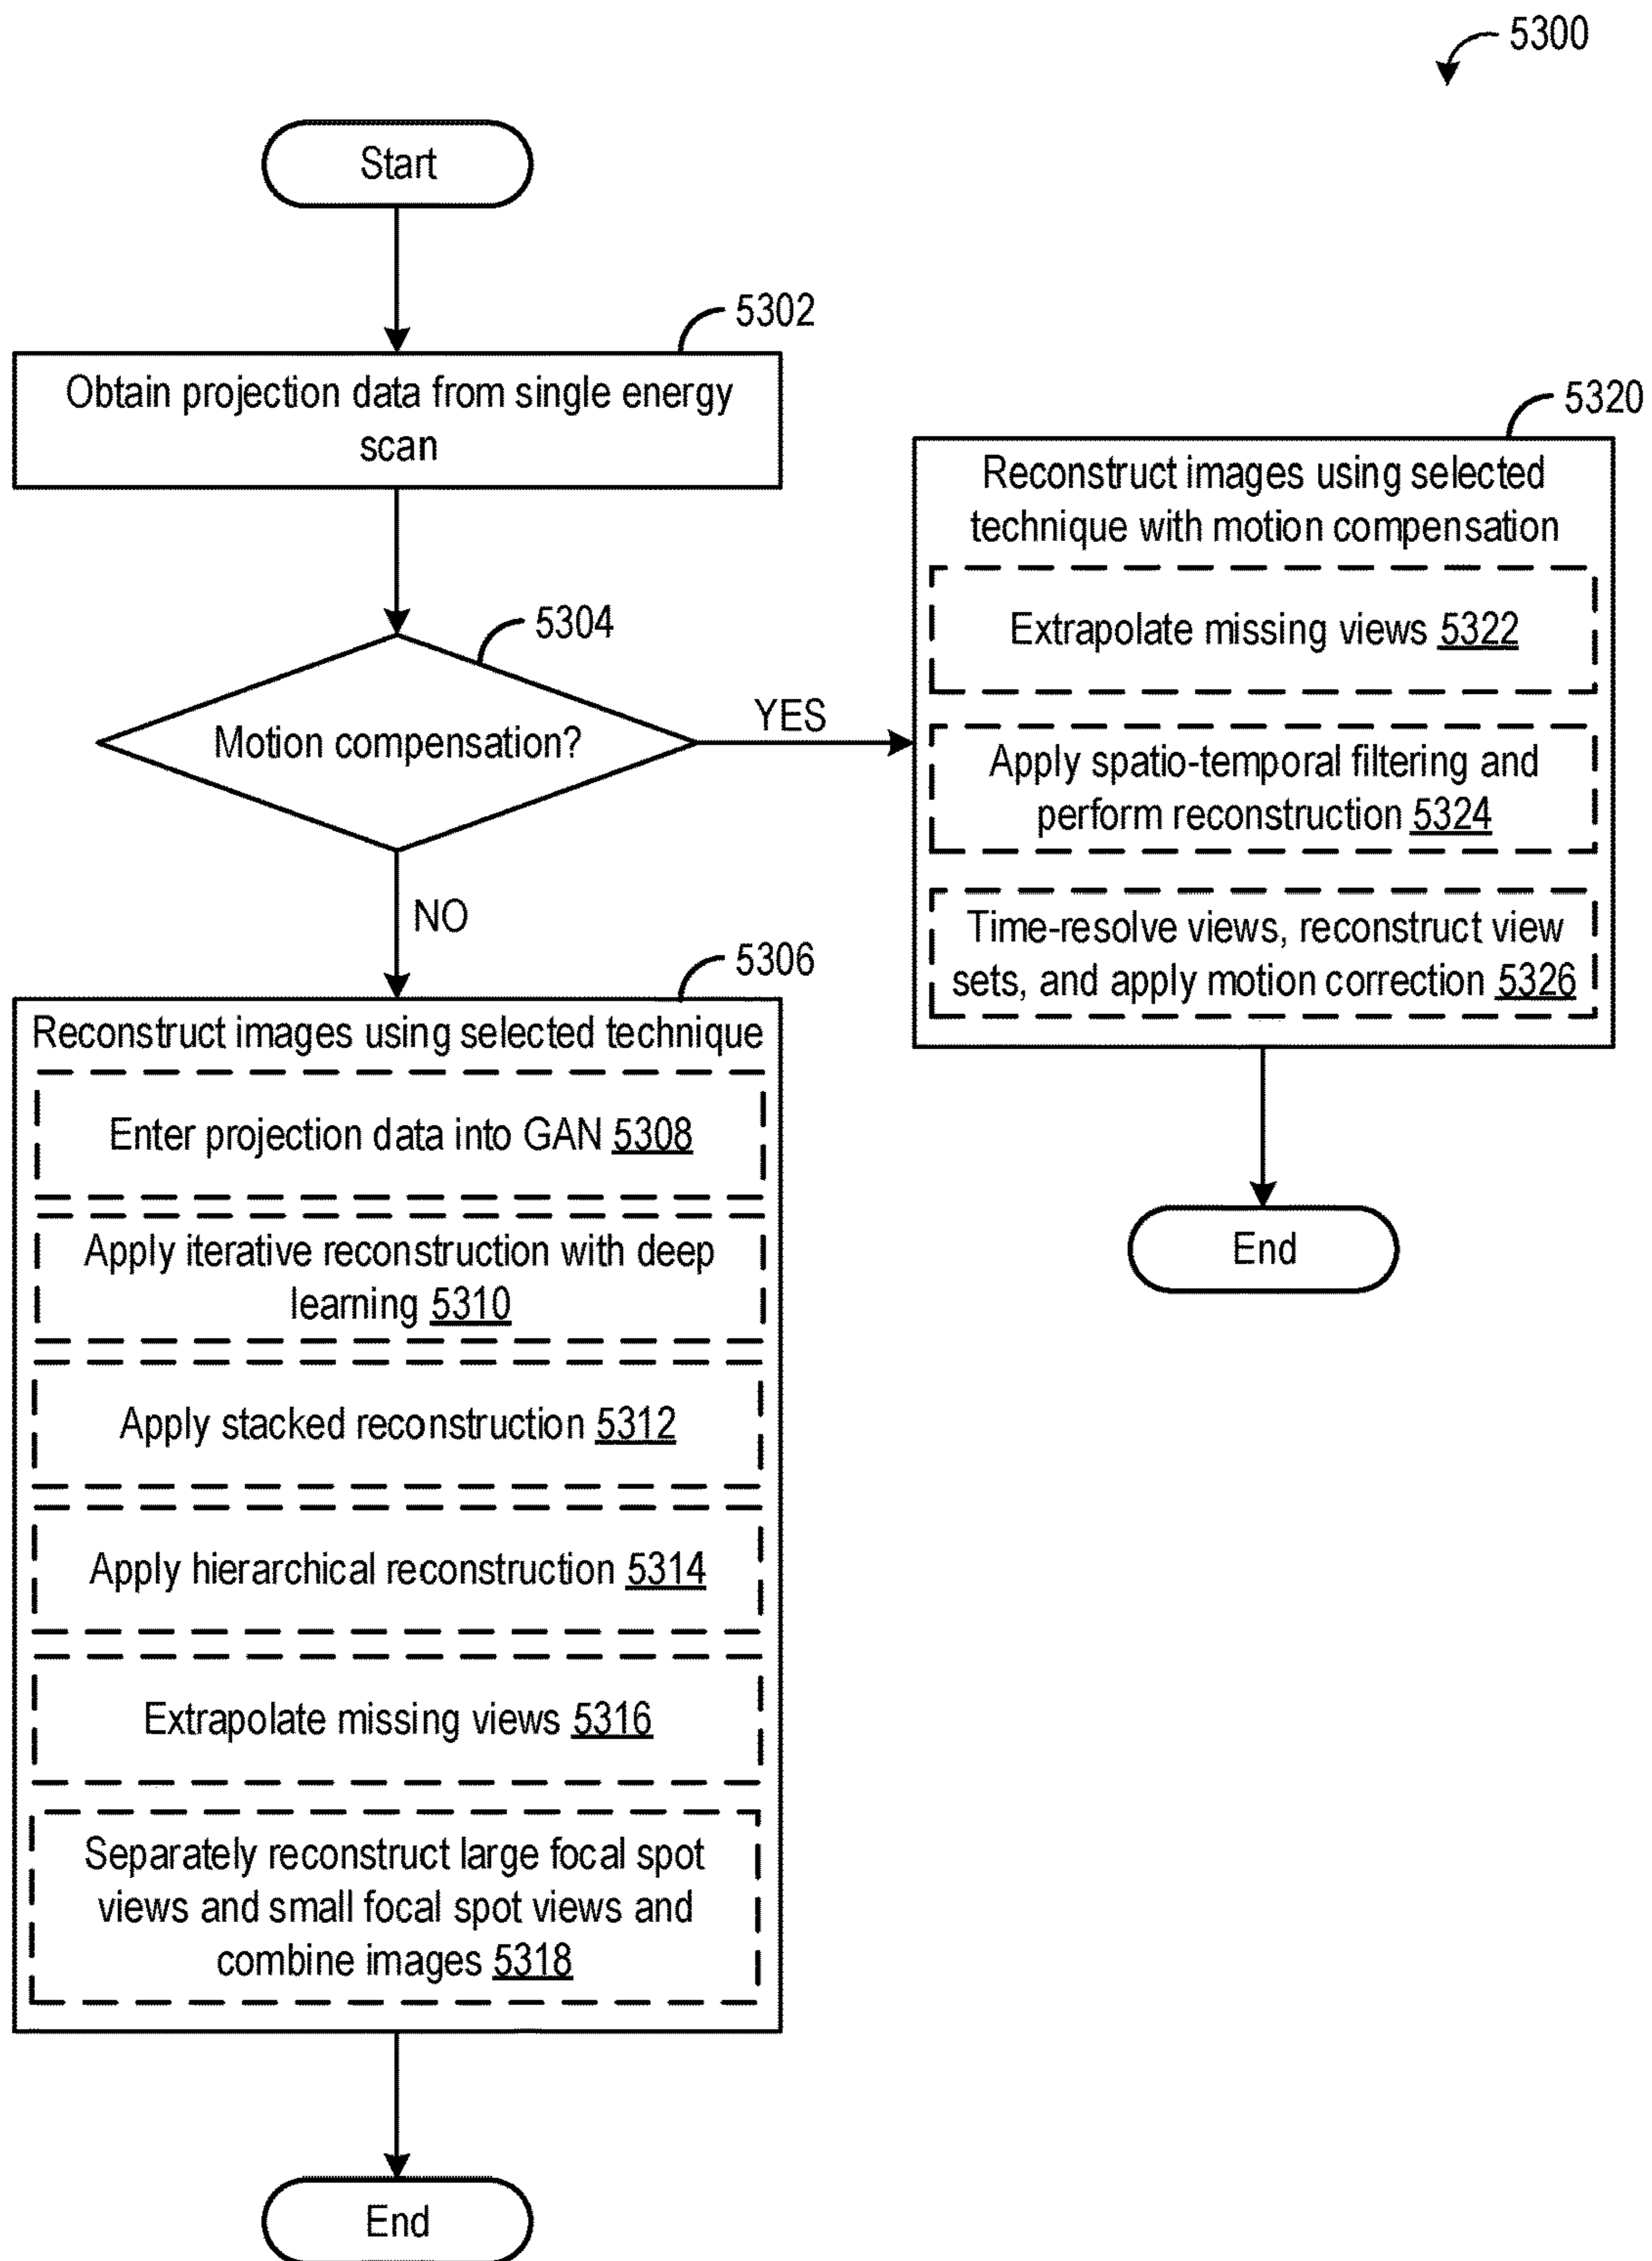 5300
Start
5302
Obtain projection data from single energy
scan
5304
Motion compensation?
YES
NO
5306
Reconstruct images using selected technique
Enter projection data into GAN 5308
Apply iterative reconstruction with deep
learning 5310
Apply stacked reconstruction 5312
Apply hierarchical reconstruction 5314
Extrapolate missing views 5316
Separately reconstruct large focal spot
views and small focal spot views and
combine images 5318
End
5320
Reconstruct images using selected
technique with motion compensation
Extrapolate missing views 5322
Apply spatio-temporal filtering and
perform reconstruction 5324
Time-resolve views, reconstruct view
sets, and apply motion correction 5326
End